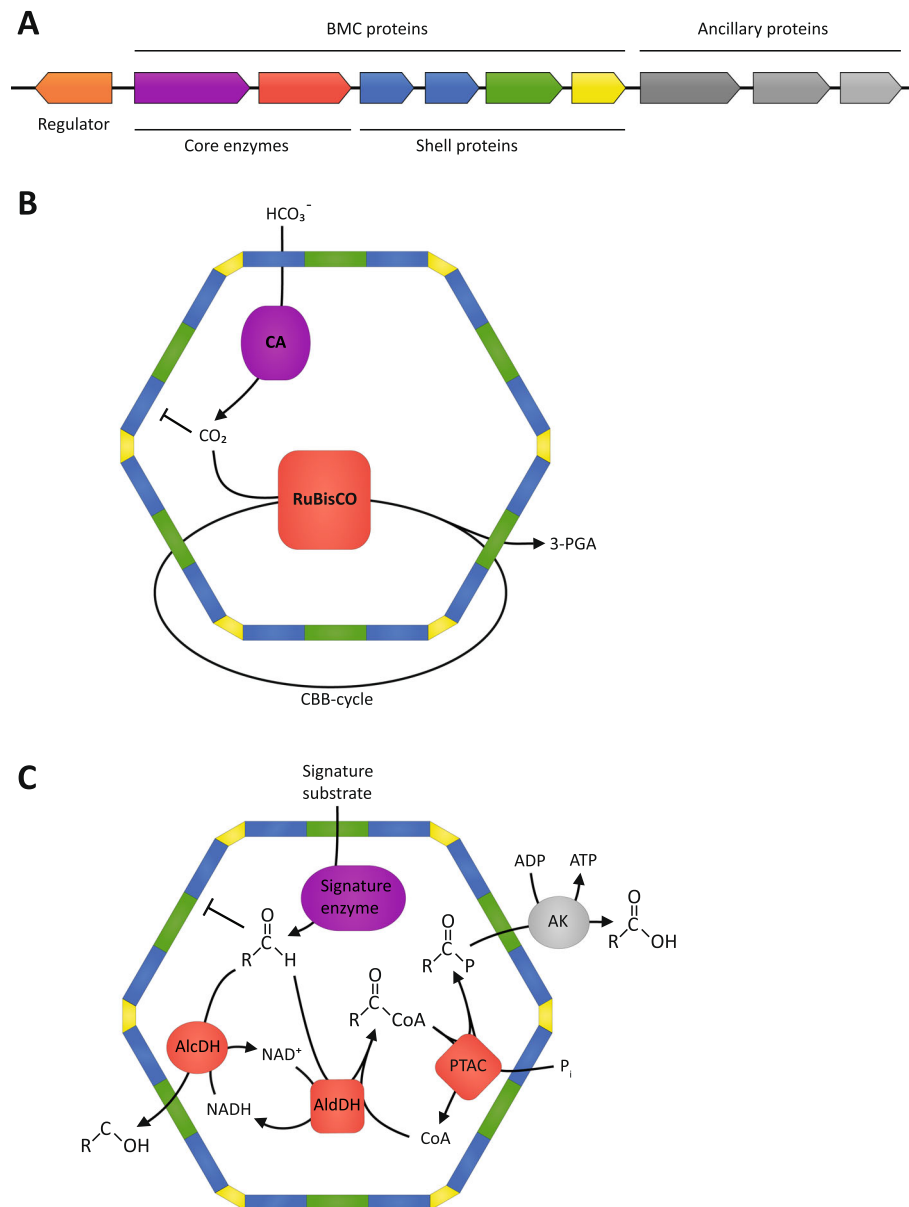 A
BMC proteins
Ancillary proteins
Regulator
Core enzymes
Shell proteins
B
HCO₃⁻
CA
CO₂
RuBisCO
3-PGA
CBB-cycle
C
Signature
substrate
ADP
ATP
Signature
enzyme
AK
O
R
C
OH
O
R
C
H
O
R
C
P
O
R
C
CoA
AlcDH
NAD⁺
PTAC
Pᵢ
NADH
AldDH
CoA
R
C
OH